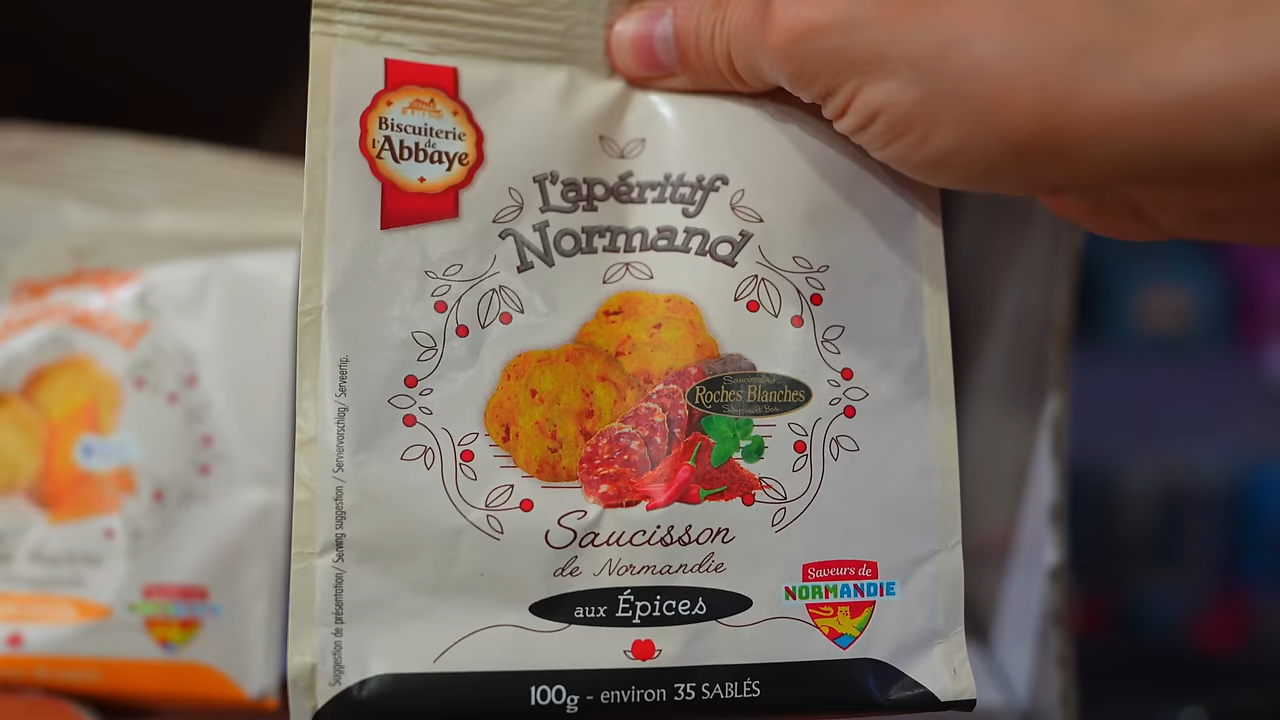 Biscuiterie
de
l'Abbaye
L'apéritif
Normand
Roches Blanches
Saucisson
de Normandie
aux Épices
Saveurs de
NORMANDIE
100g - environ 35 SABLÉS
Suggestion de présentation / Serving suggestion / Serviervorschlag / Serveertip.